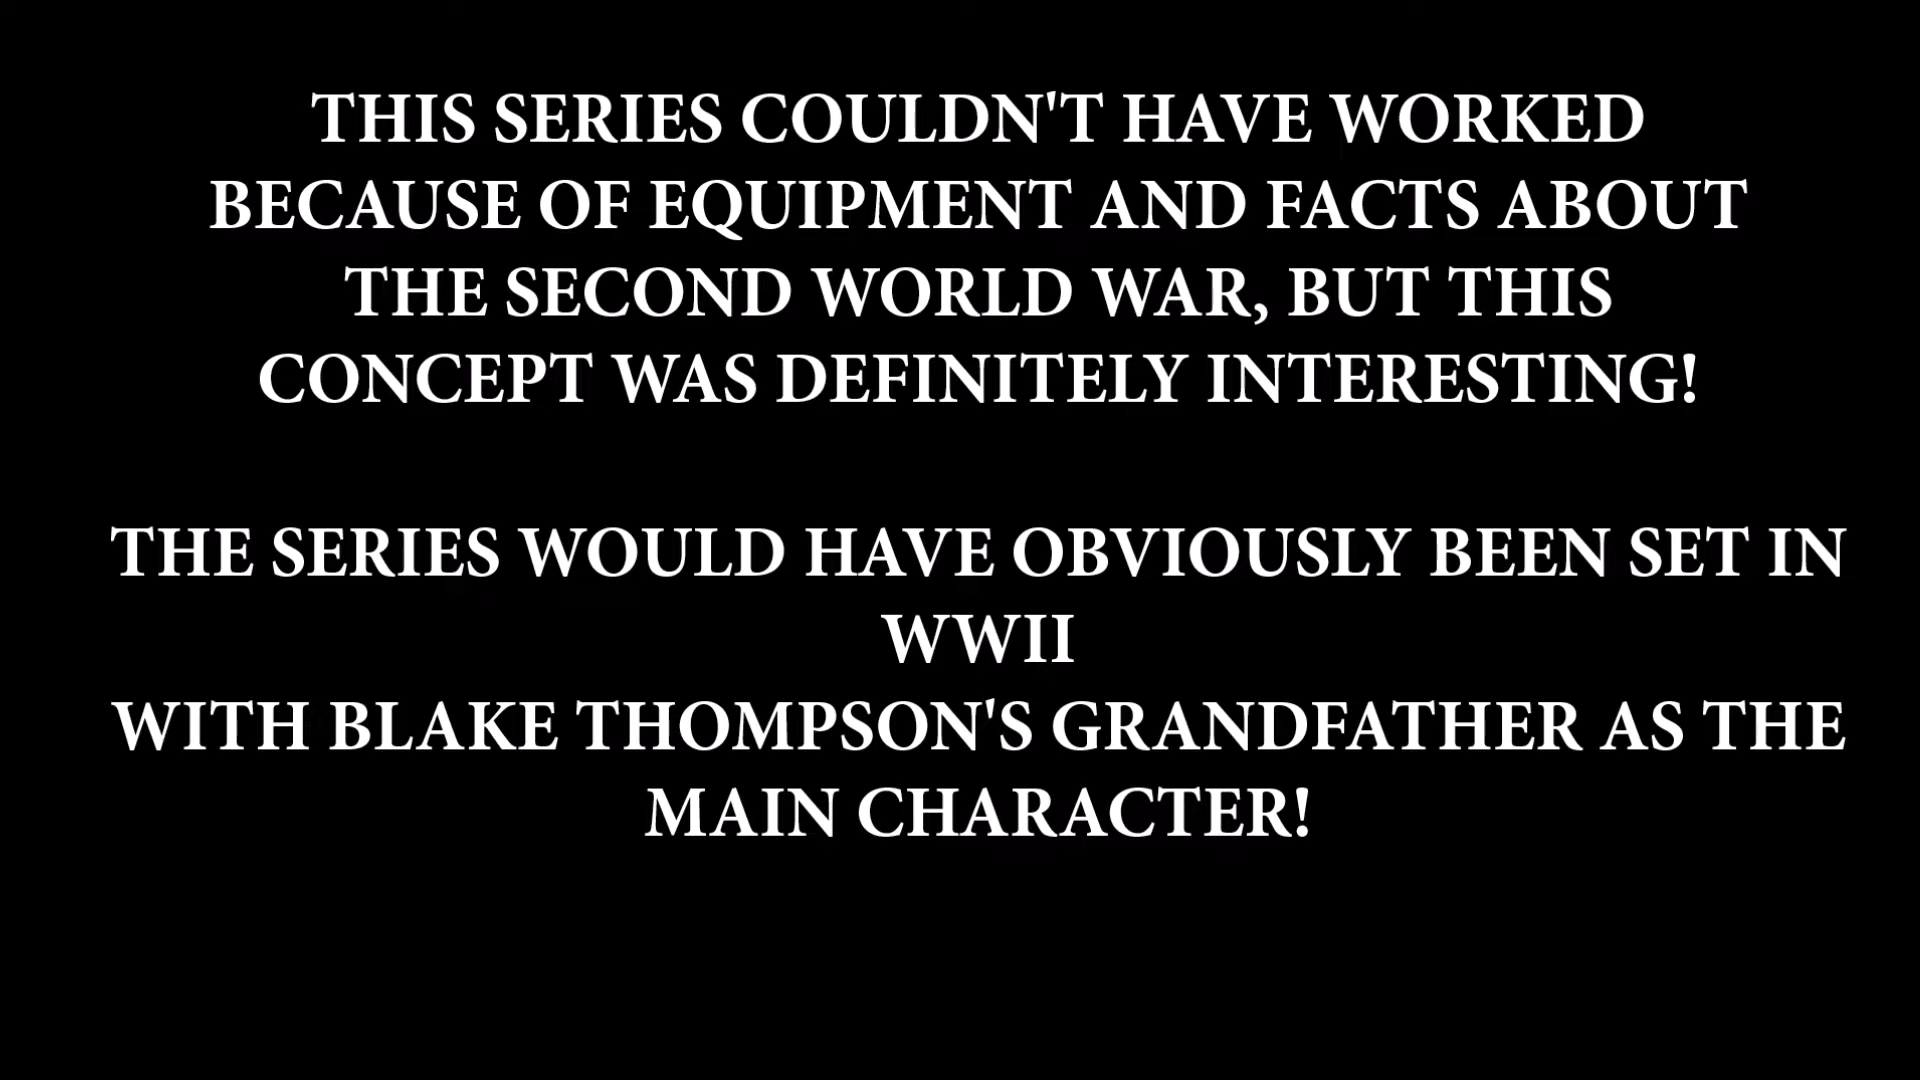 THIS SERIES COULDN'T HAVE WORKED
BECAUSE OF EQUIPMENT AND FACTS ABOUT
THE SECOND WORLD WAR, BUT THIS
CONCEPT WAS DEFINITELY INTERESTING!
THE SERIES WOULD HAVE OBVIOUSLY BEEN SET IN
WWII
WITH BLAKE THOMPSON'S GRANDFATHER AS THE
MAIN CHARACTER!